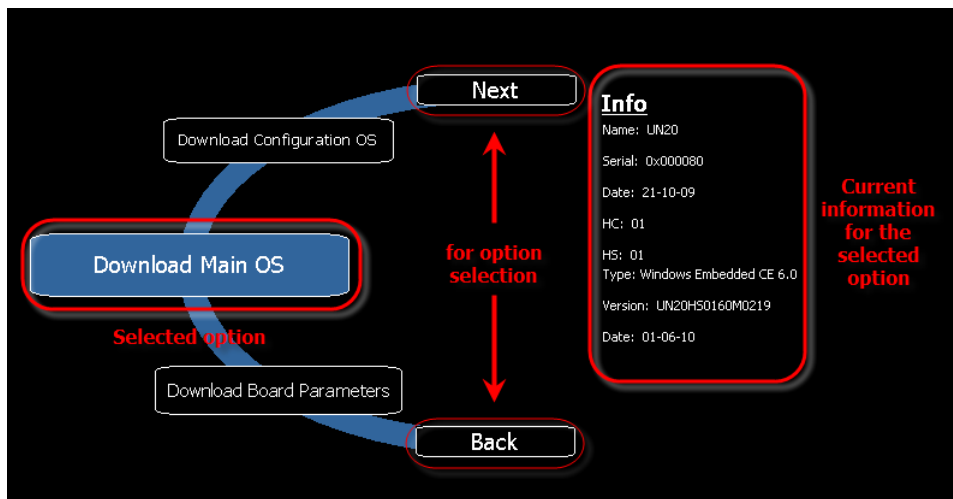 Next
Download Configuration OS
Download Main OS
Selected option
Download Board Parameters
Back
for option
selection
Info
Name: UN20
Serial: 0x000080
Date: 21-10-09
HC: 01
HS: 01
Type: Windows Embedded CE 6.0
Version: UN20HS0160M0219
Date: 01-06-10
Current
information
for the
selected
option